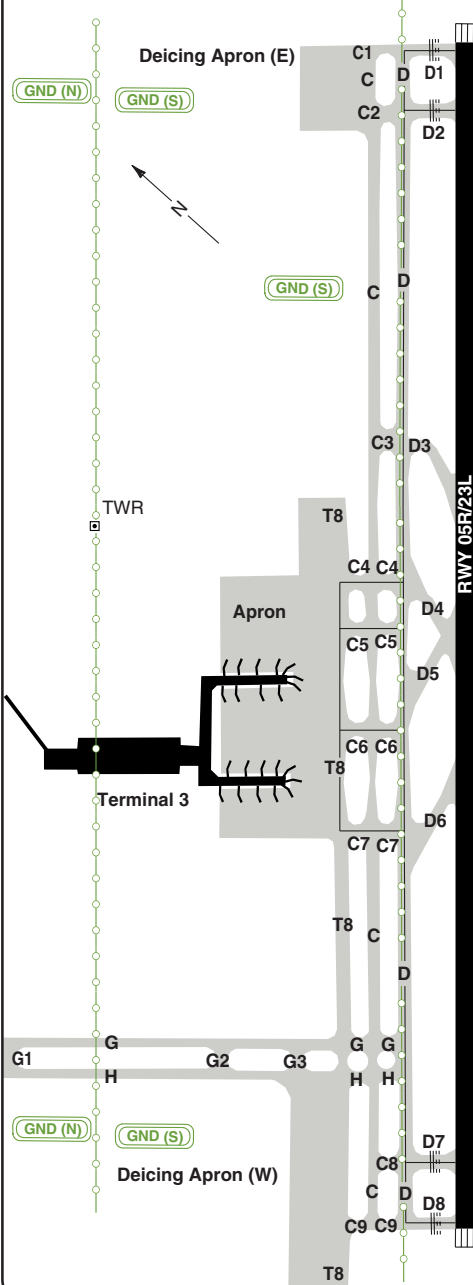 Deicing Apron (E)
C1
C
D
D1
GND (N)
GND (S)
C2
D2
N
GND (S)
C
D
C3
D3
TWR
T8
RWY 05R/23L
C4
C4
Apron
D4
C5
C5
D5
C6
C6
T8
Terminal 3
D6
C7
C7
T8
C
D
G1
G
G2
G3
G
G
H
H
H
GND (N)
GND (S)
D7
C8
Deicing Apron (W)
C
D
D8
C9
C9
T8